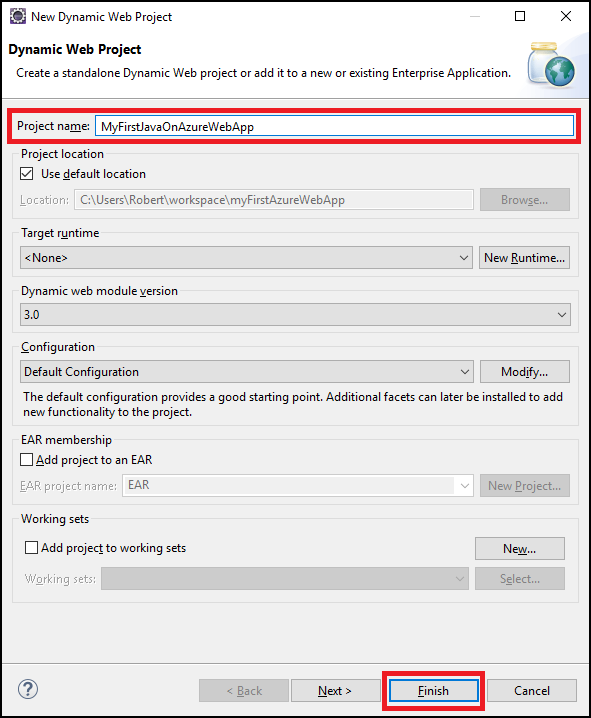 New Dynamic Web Project
Dynamic Web Project
Create a standalone Dynamic Web project or add it to a new or existing Enterprise Application.
Project name: MyFirstJavaOnAzureWebApp
Project location
Use default location
Location: C:\Users\Robert\workspace\myFirstAzureWebApp Browse...
Target runtime
<None> New Runtime...
Dynamic web module version
3.0
Configuration
Default Configuration Modify...
The default configuration provides a good starting point. Additional facets can later be installed to add
new functionality to the project.
EAR membership
Add project to an EAR
EAR project name: EAR New Project...
Working sets
Add project to working sets New...
Working sets: Select...
? < Back Next > Finish Cancel